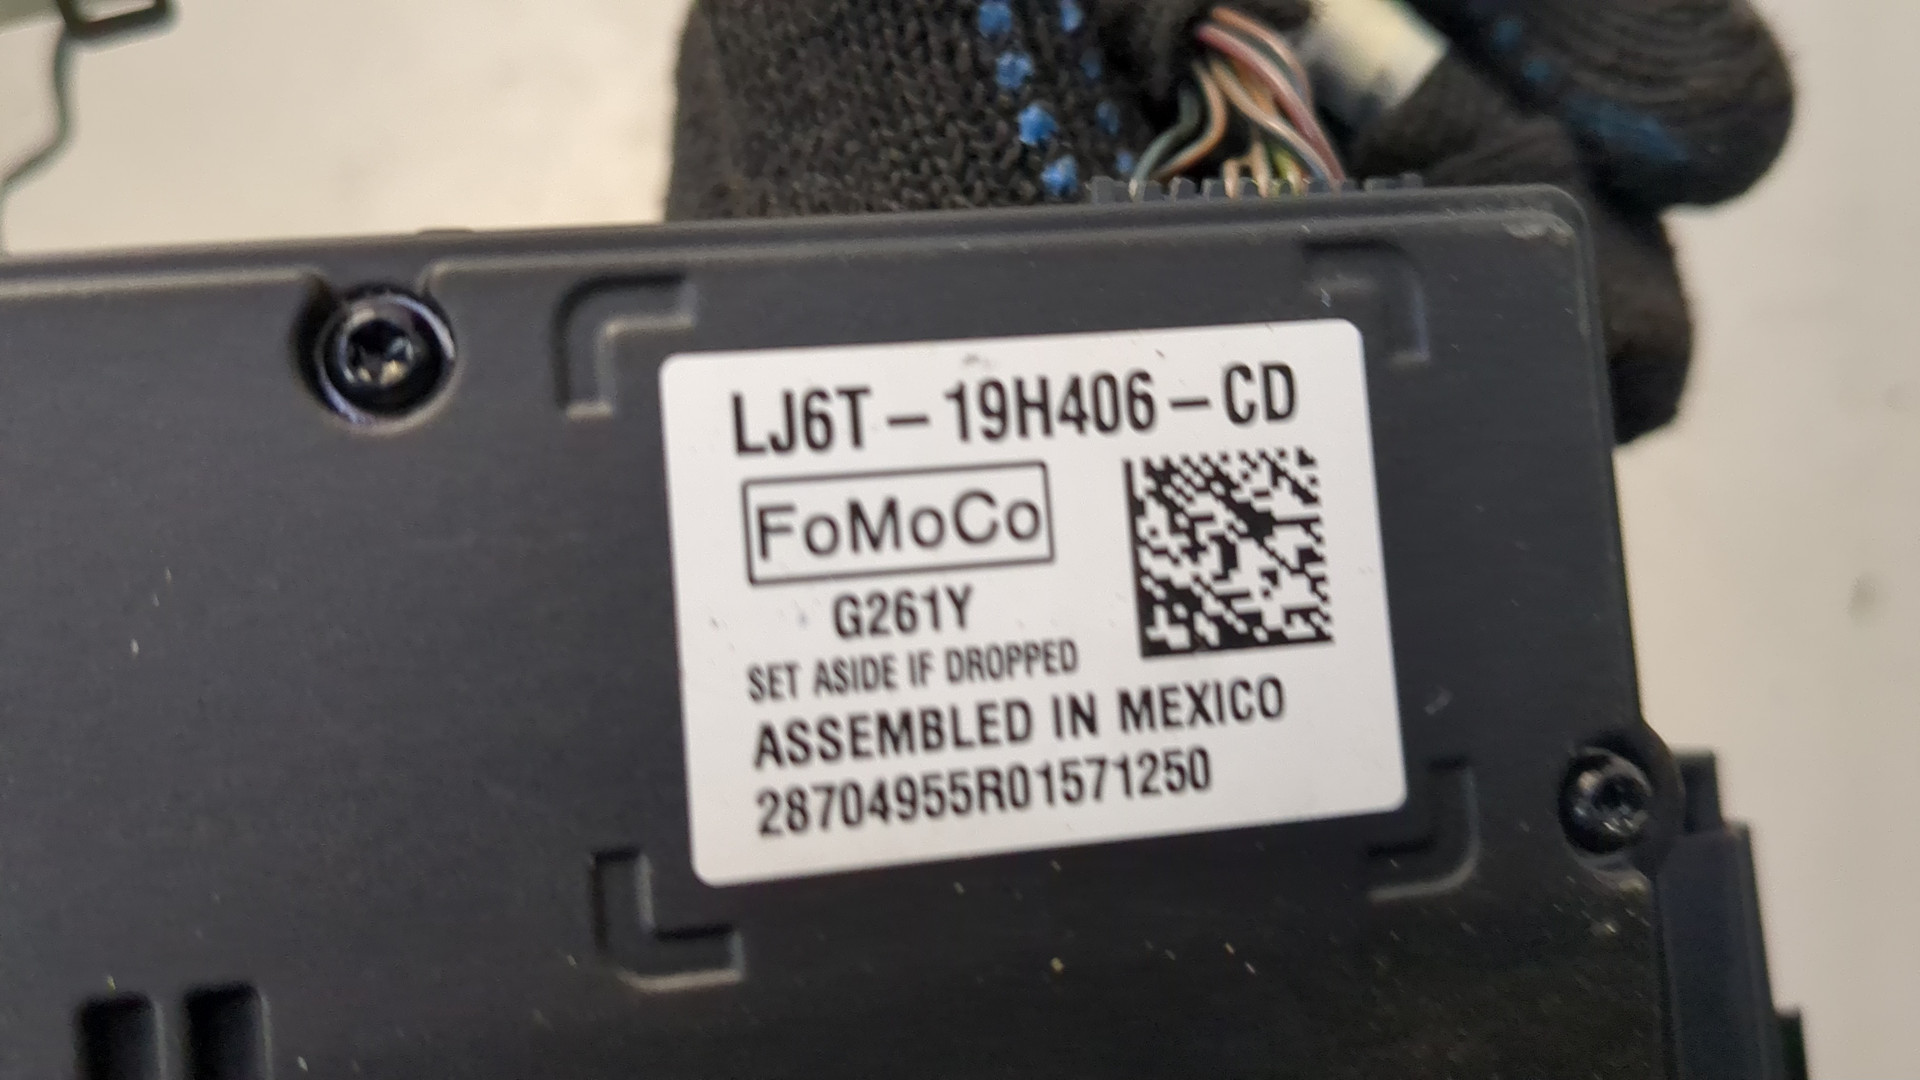 LJ6T-19H406-CD
FoMoCo
G261Y
SET ASIDE IF DROPPED
ASSEMBLED IN MEXICO
28704955R01571250